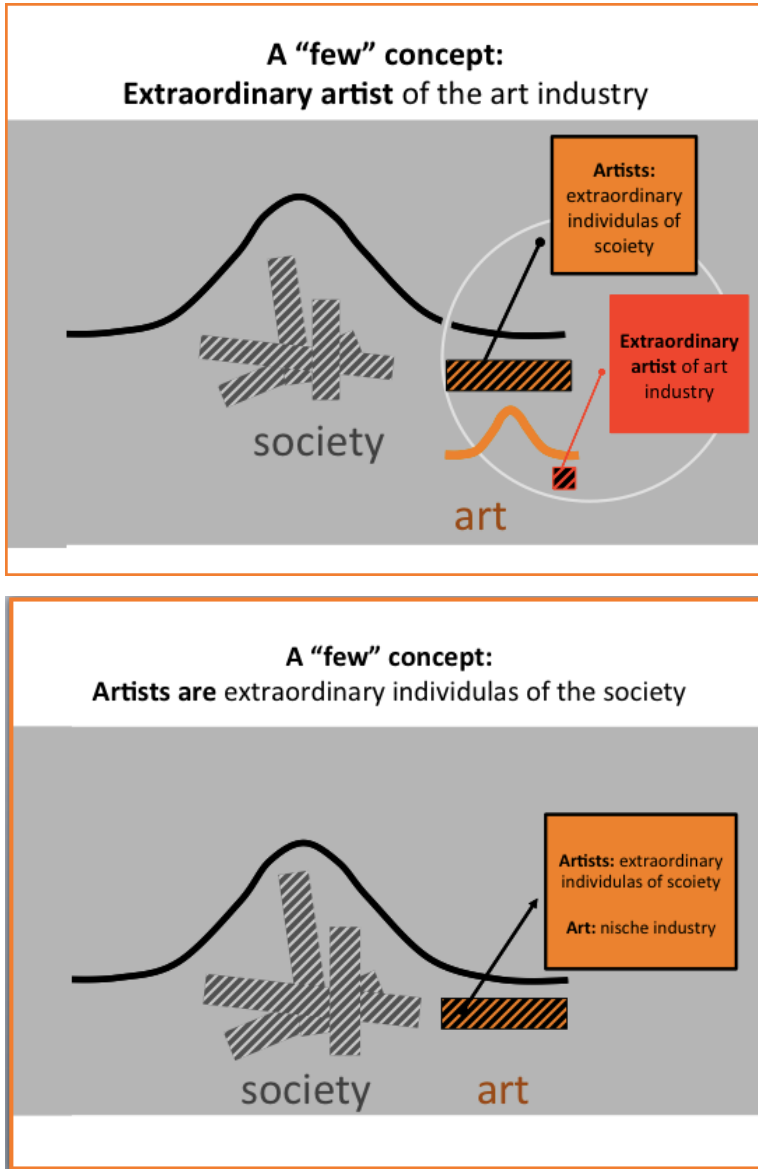 A “few” concept:
Extraordinary artist of the art industry
Artists:
extraordinary
individulas of
scoiety
Extraordinary
artist of art
industry
society
art
A “few” concept:
Artists are extraordinary individulas of the society
Artists: extraordinary
individulas of scoiety
Art: nische industry
society
art